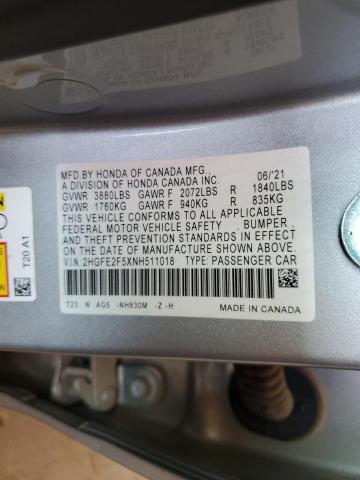 MFD.BY HONDA OF CANADA MFG., 06/'21
A DIVISION OF HONDA CANADA INC.
GVWR 3880LBS GAWR F 2072LBS R 1840LBS
GVWR 1760KG GAWR F 940KG R 835KG
THIS VEHICLE CONFORMS TO ALL APPLICABLE
FEDERAL MOTOR VEHICLE SAFETY, BUMPER,
AND THEFT PREVENTION STANDARDS IN EFFECT
ON THE DATE OF MANUFACTURE SHOWN ABOVE.
V.I.N.:2HGFE2F5XNH511018 TYPE: PASSENGER CAR
T23 N AG5 -NH830M -Z -H
MADE IN CANADA
T20 A1